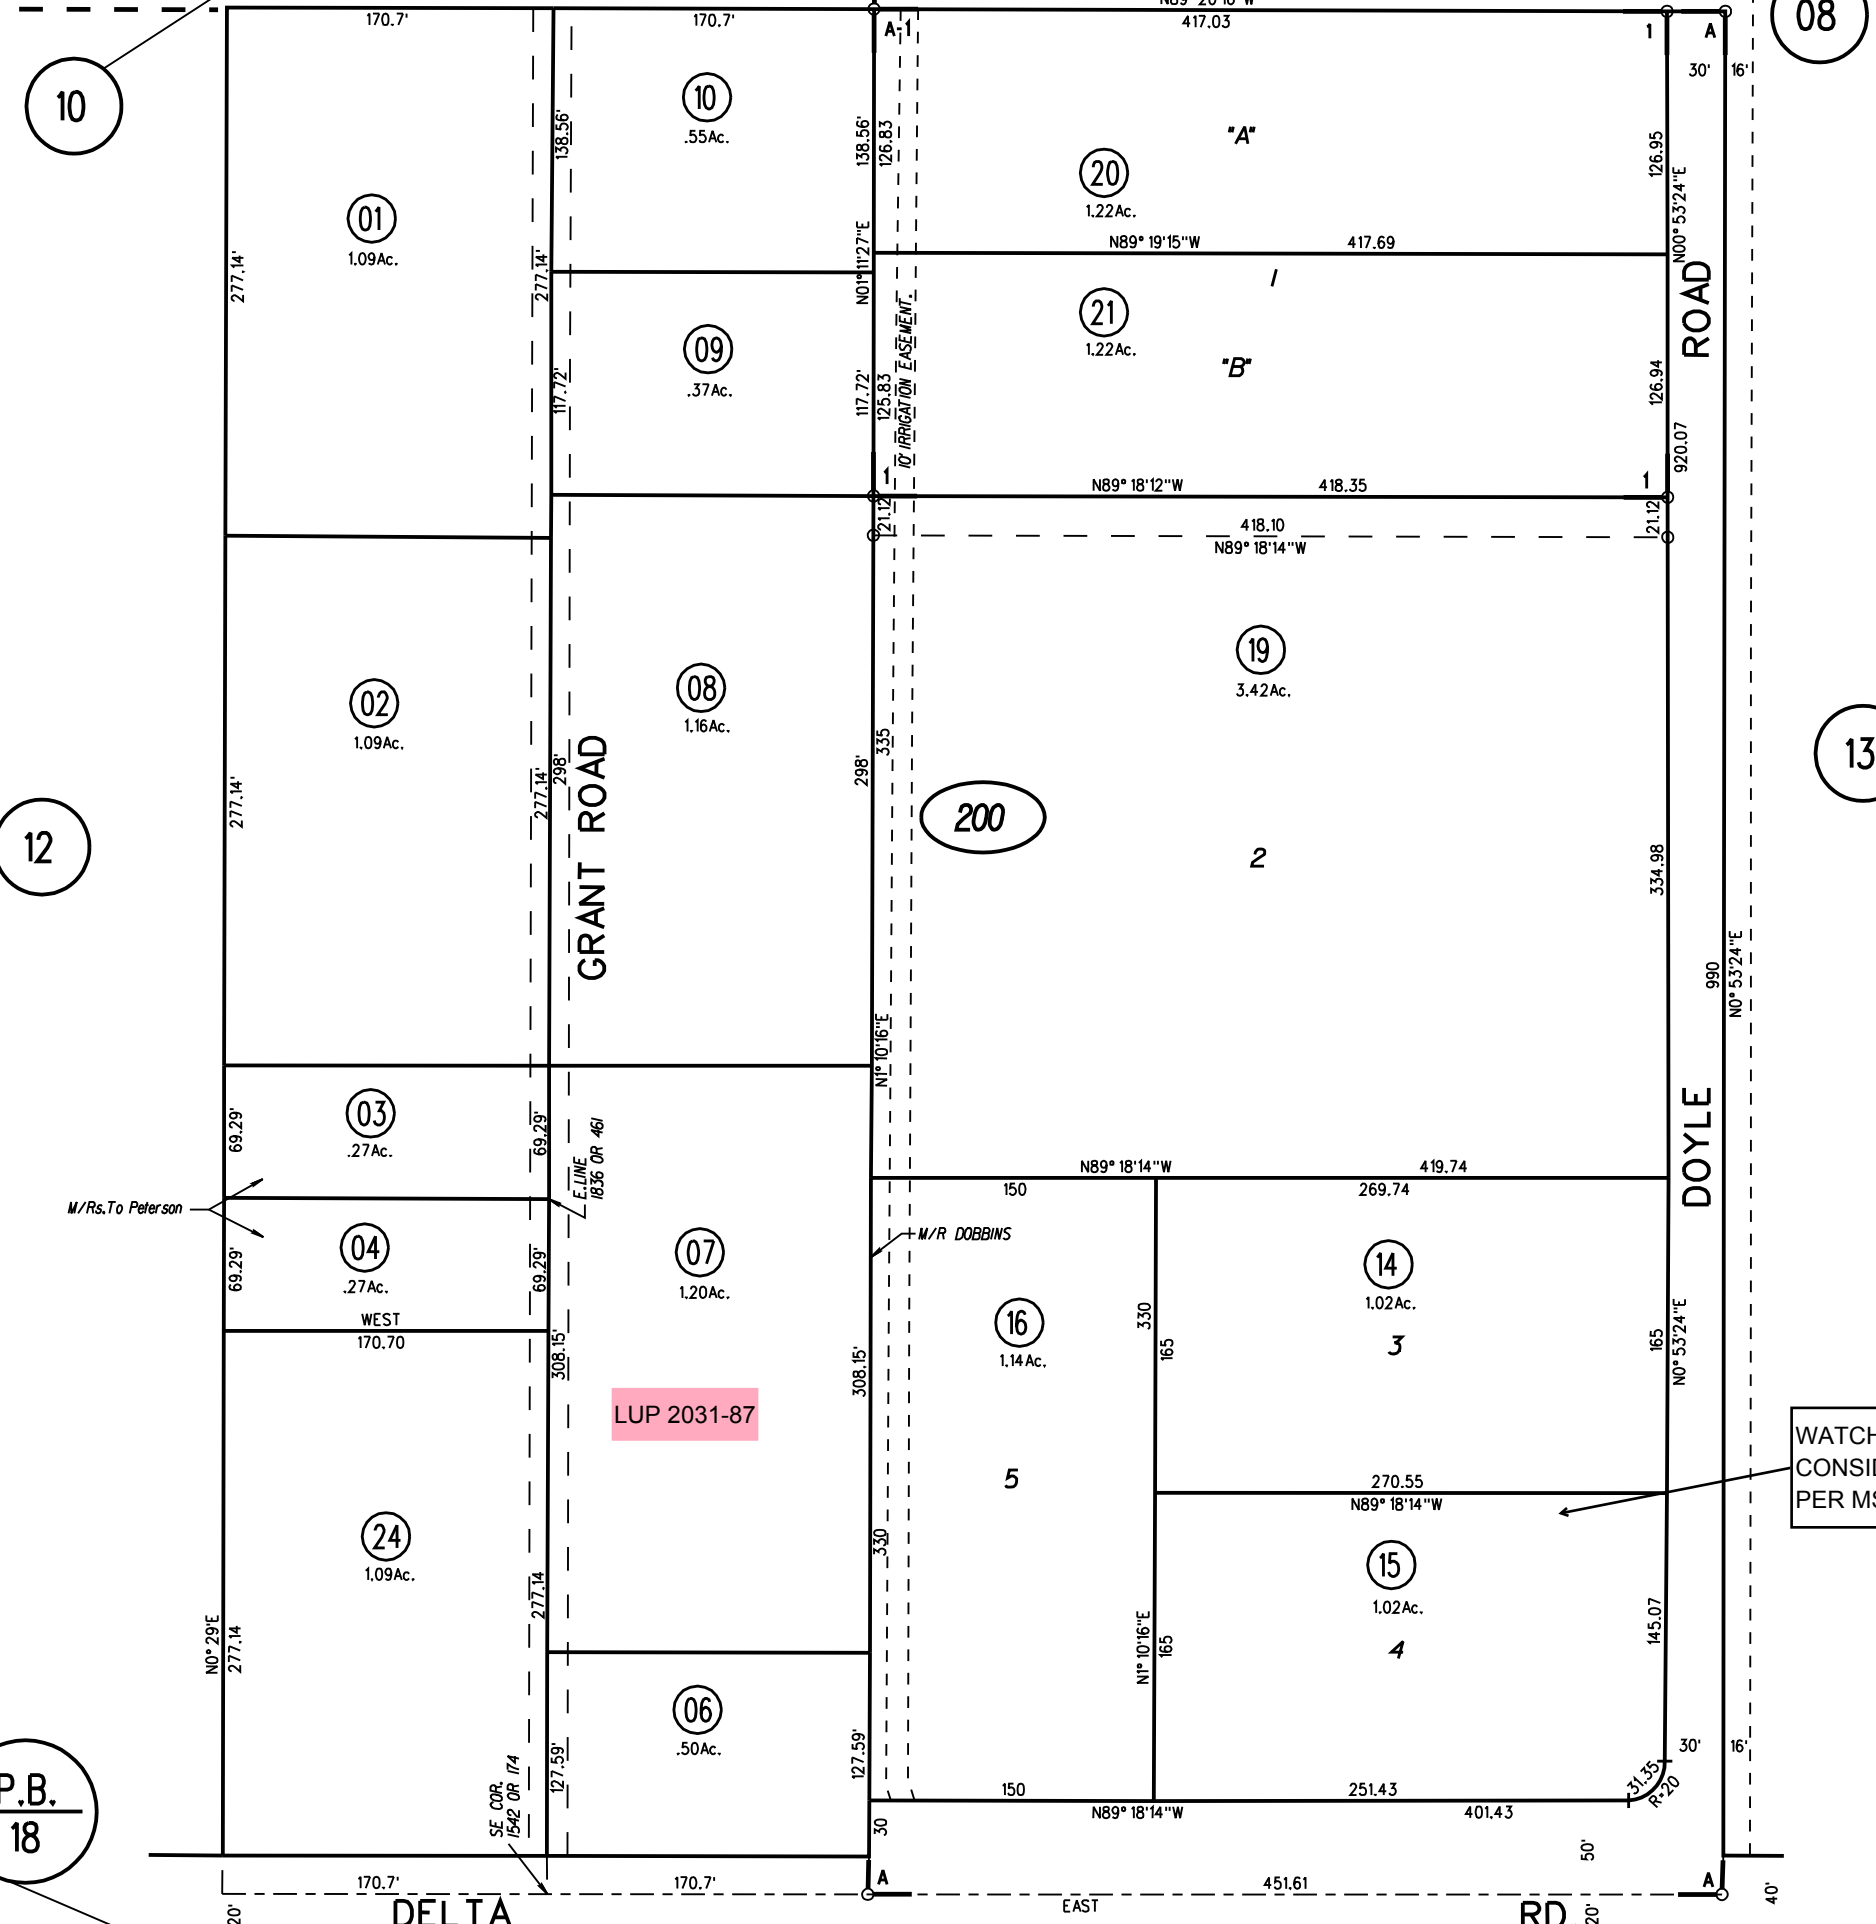 170.7'
170.7'
417.03
08
A-1
1
A
30'
16'
10
10
.55Ac.
138.56'
138.56'
126.83
"A"
126.95
20
1.22Ac.
N00° 53'24"E
01
1.09Ac.
N01° 11'27"E
N89° 19'15"W
417.69
277.14'
277.14'
1
21
1.22Ac.
"B"
ROAD
09
.37Ac.
117.72'
117.72'
125.83
10' IRRIGATION EASEMENT.
126.94
920.07
1
1
N89° 18'12"W
418.35
21.12
21.12
418.10
N89° 18'14"W
19
3.42Ac.
02
1.09Ac.
08
1.16Ac.
277.14'
277.14'
298'
GRANT ROAD
298'
335
200
2
13
12
334.98
990
N0° 53'24"E
N1° 10'16"E
03
.27Ac.
69.29'
69.29'
E.LINE
1836 OR 461
DOYLE
N89° 18'14"W
419.74
150
269.74
M/Rs.To Peterson
M/R DOBBINS
04
.27Ac.
69.29'
69.29'
07
1.20Ac.
14
1.02Ac.
WEST
170.70
16
1.14Ac.
330
165
3
165
N0° 53'24"E
308.15'
308.15'
LUP 2031-87
5
270.55
N89° 18'14"W
PER
24
1.09Ac.
330
15
1.02Ac.
277.14
N0° 29'E
277.14
N1° 10'16"E
165
4
145.07
06
.50Ac.
127.59'
127.59'
SE COR.
1542 OR 174
30'
16'
31.35
R=20
P.B.
18
150
251.43
N89° 18'14"W
401.43
30
50'
170.7'
170.7'
A
451.61
A
20'
DELTA
EAST
RD.
20'
40'